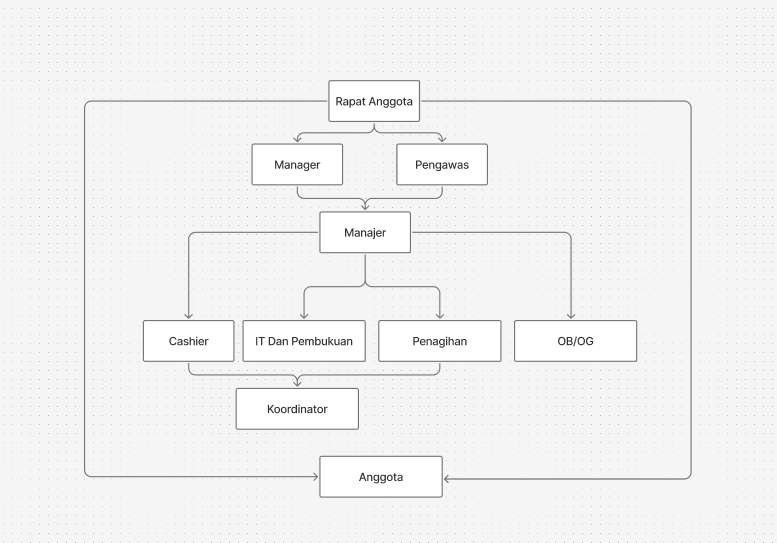 Rapat Anggota
Manager
Pengawas
Manajer
Cashier
IT Dan Pembukuan
Penagihan
OB/OG
Koordinator
Anggota